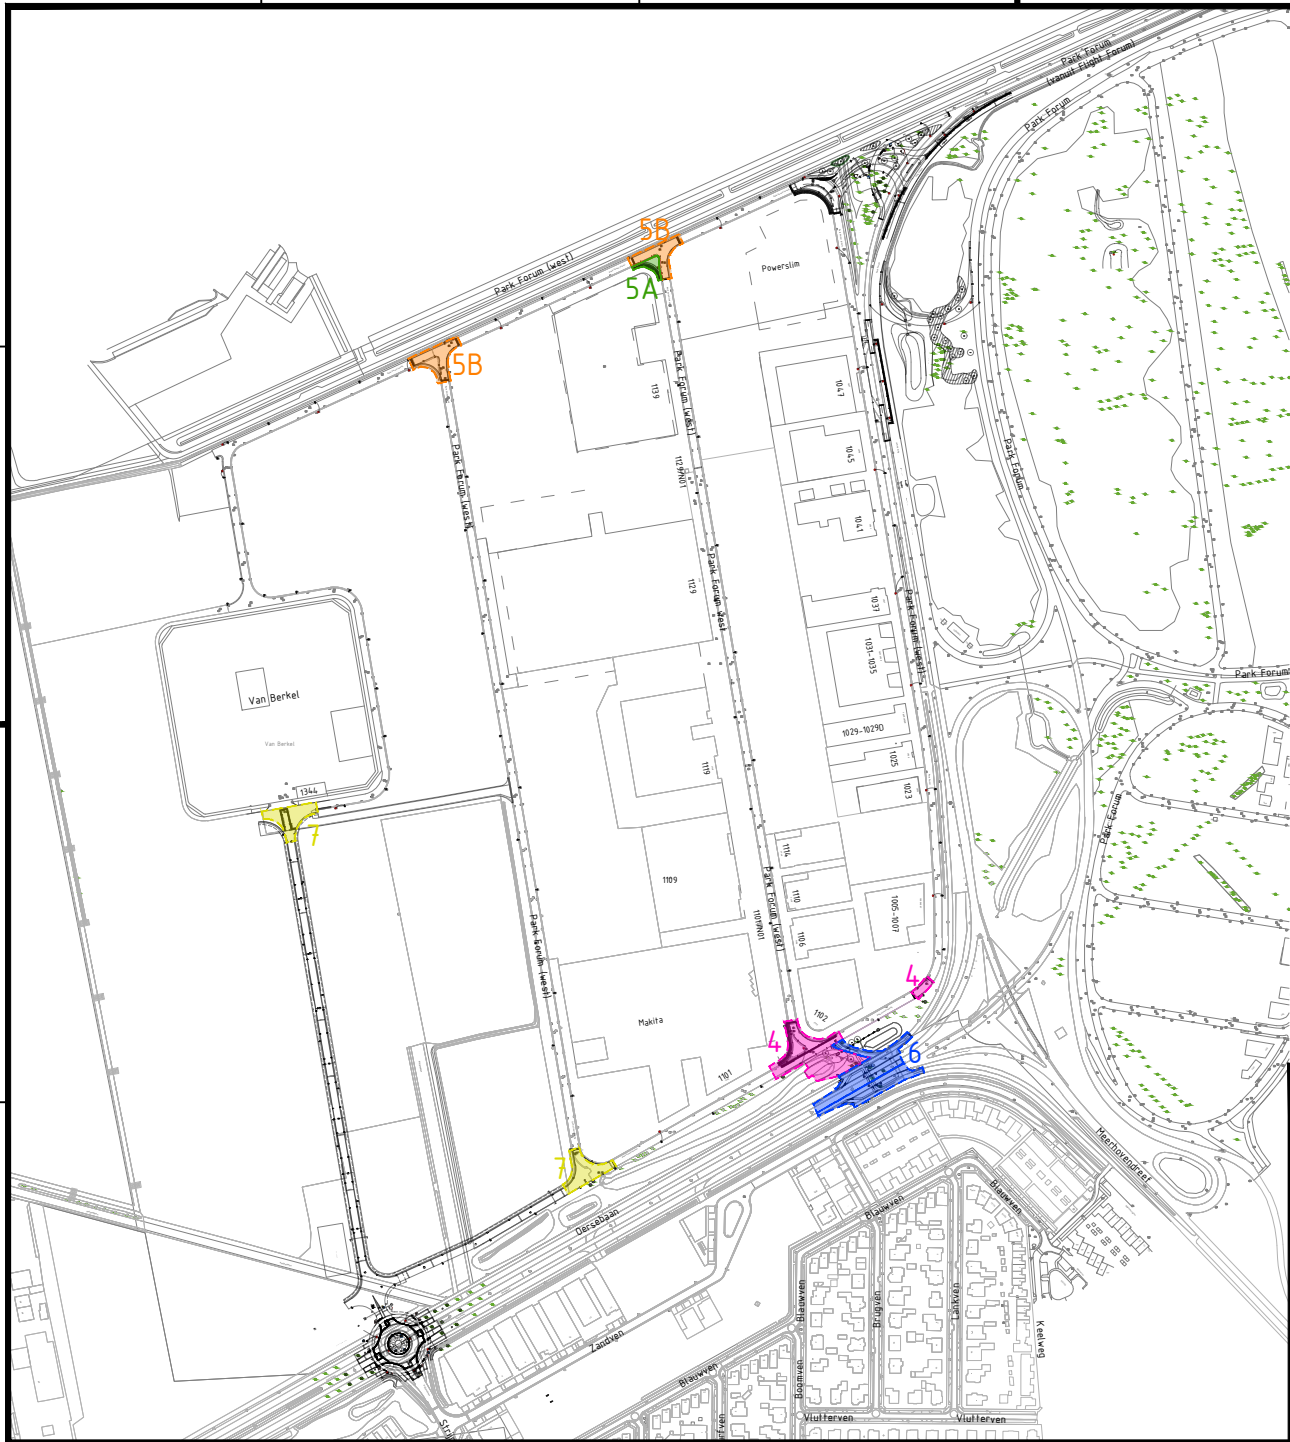 Park Forum
(vanuit Flight Forum)
Park Forum
5B
Park Forum (west)
Powerslim
5A
5B
Park Forum (west)
1139
1047
Park Forum (west)
1045
Park Forum
1129/N01
1041
1129
Park Forum west
1037
Park Forum (west)
1031-1035
Park Forum
Van Berkel
Van Berkel
1029-1029D
1025
1119
1344
1023
7
Park Forum
1114
1109
1110
Park Forum (west)
1005-1007
1101/N01
1106
Park Forum (west)
4
1102
Makita
4
6
1101
Meerhovendreef
7
Blauwven
Blauwven
Oersebaan
Blauwven
Brugven
Lankven
Keelweg
Zandven
Blauwven
Boomven
Vlutterven
Vlutterven